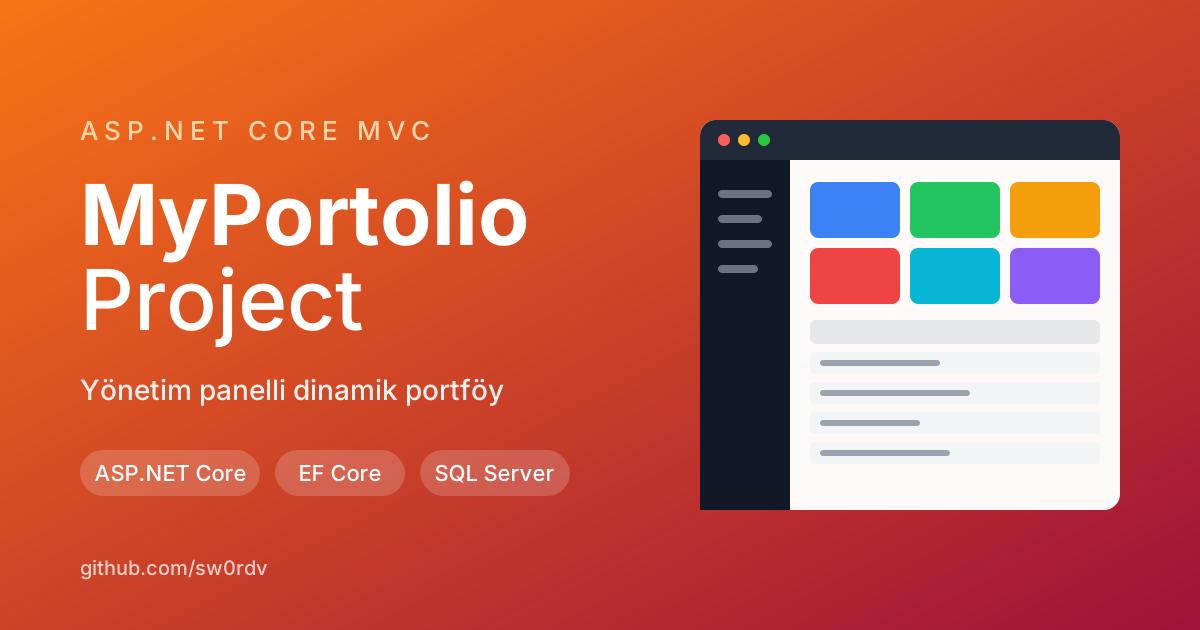 ASP.NET CORE MVC
MyPortolio
Project
Yönetim panelli dinamik portföy
ASP.NET Core EF Core SQL Server
github.com/sw0rdv